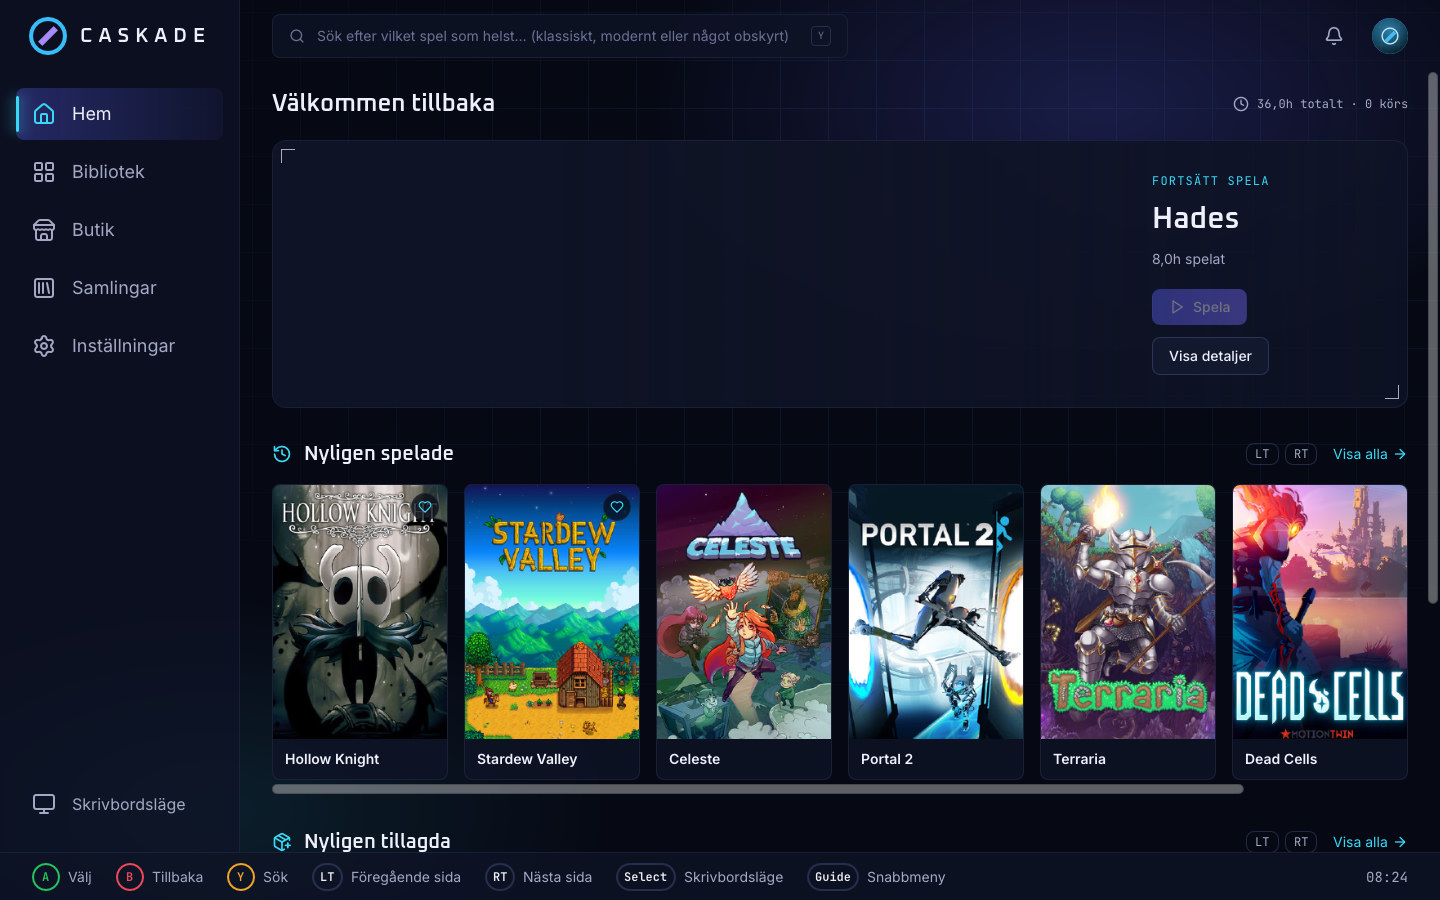 CASKADE
Sök efter vilket spel som helst... (klassiskt, modernt eller något obskyrt)
Y
Hem
Bibliotek
Butik
Samlingar
Inställningar
Skrivbordsläge
Välkommen tillbaka
36,0h totalt · 0 körs
FORTSÄTT SPELA
Hades
8,0h spelat
Spela
Visa detaljer
Nyligen spelade
LT RT Visa alla
HOLLOW KNIGHT
STARDEW
VALLEY
CELESTE
PORTAL 2
Terraria
DEAD CELLS
MOTIONTWIN
Hollow Knight
Stardew Valley
Celeste
Portal 2
Terraria
Dead Cells
Nyligen tillagda
LT RT Visa alla
A Välj B Tillbaka Y Sök LT Föregående sida RT Nästa sida Select Skrivbordsläge Guide Snabbmeny 08:24